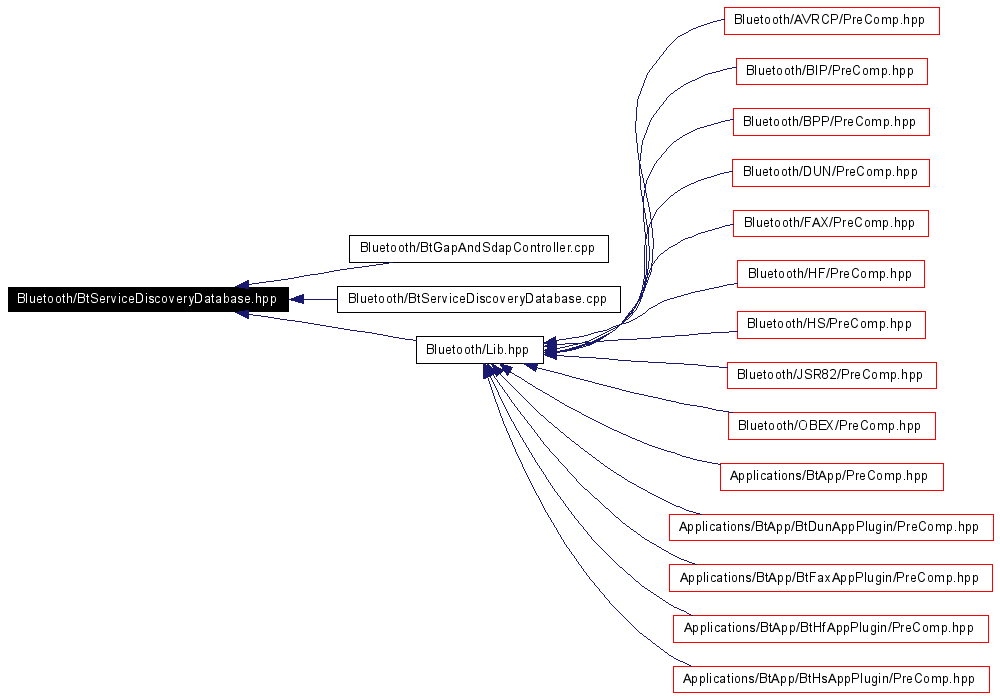 Bluetooth/AVRCP/PreComp.hpp
Bluetooth/BIP/PreComp.hpp
Bluetooth/BPP/PreComp.hpp
Bluetooth/DUN/PreComp.hpp
Bluetooth/FAX/PreComp.hpp
Bluetooth/BtGapAndSdapController.cpp
Bluetooth/HF/PreComp.hpp
Bluetooth/BtServiceDiscoveryDatabase.hpp
Bluetooth/BtServiceDiscoveryDatabase.cpp
Bluetooth/HS/PreComp.hpp
Bluetooth/Lib.hpp
Bluetooth/JSR82/PreComp.hpp
Bluetooth/OBEX/PreComp.hpp
Applications/BtApp/PreComp.hpp
Applications/BtApp/BtDunAppPlugin/PreComp.hpp
Applications/BtApp/BtFaxAppPlugin/PreComp.hpp
Applications/BtApp/BtHfAppPlugin/PreComp.hpp
Applications/BtApp/BtHsAppPlugin/PreComp.hpp